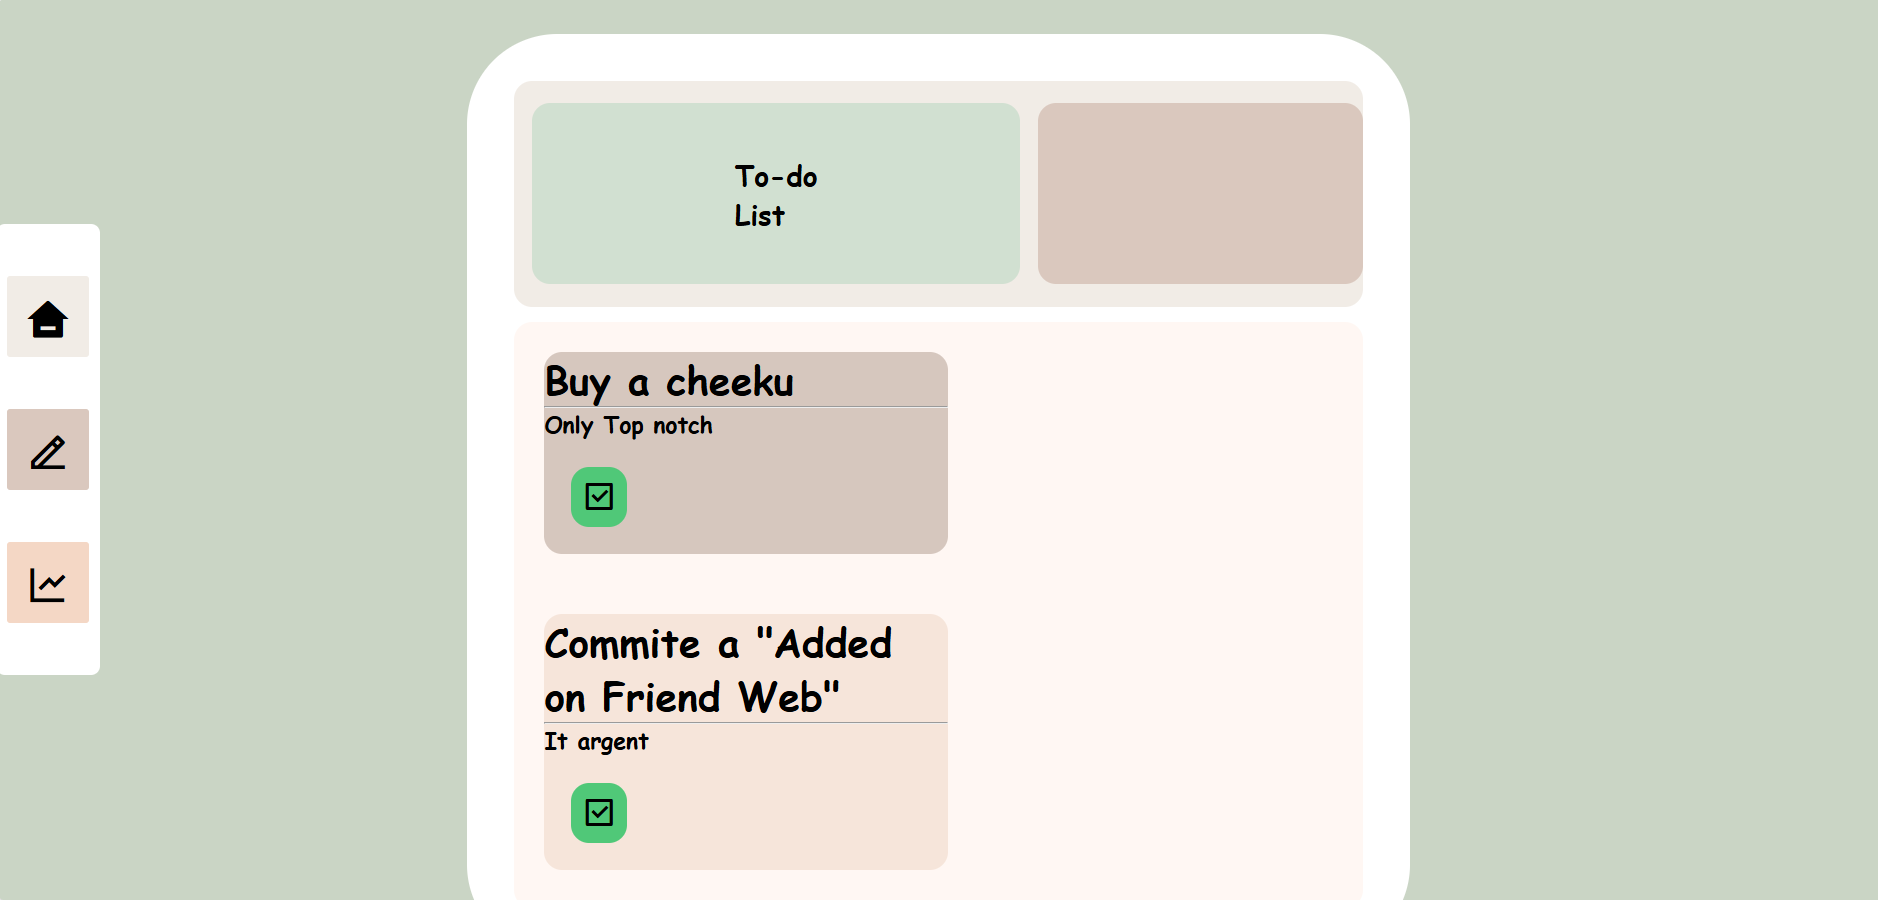 To-do
List
Buy a cheeku
Only Top notch
Commite a "Added
on Friend Web"
It argent